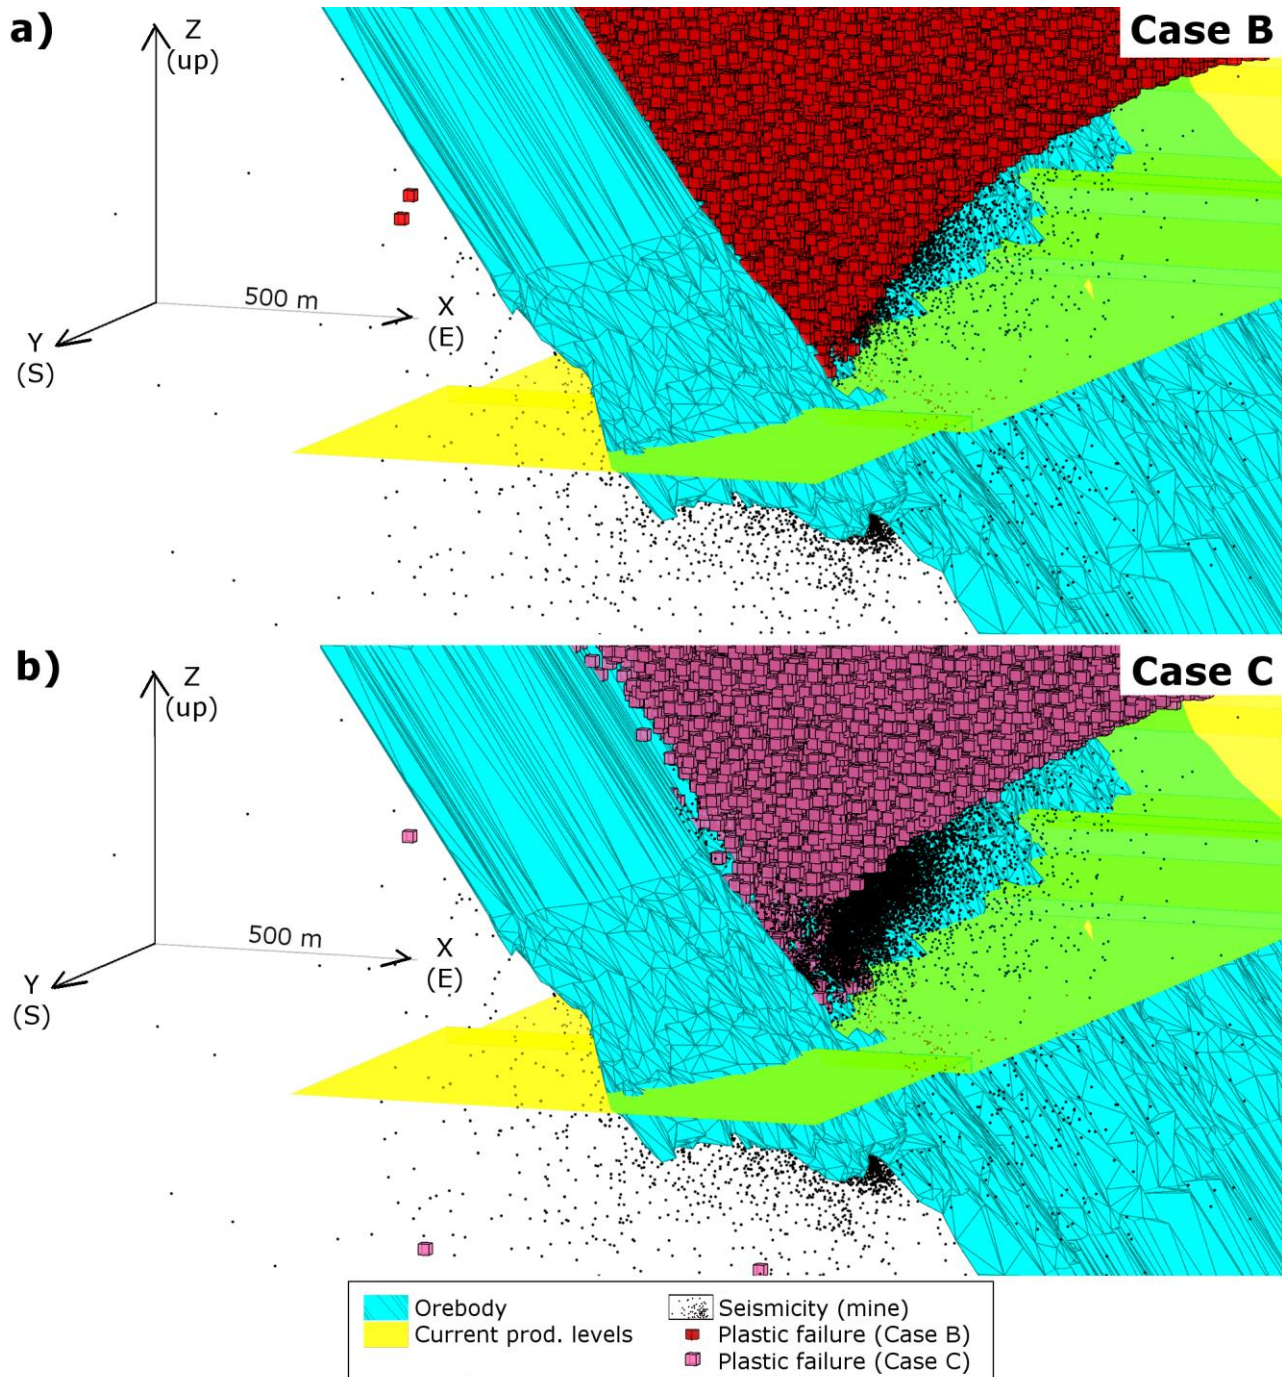 a)
Case B
Z
(up)
500 m
X
(E)
Y
(S)
b)
Case C
Z
(up)
500 m
X
(E)
Y
(S)
Orebody
Current prod. levels
Seismicity (mine)
Plastic failure (Case B)
Plastic failure (Case C)